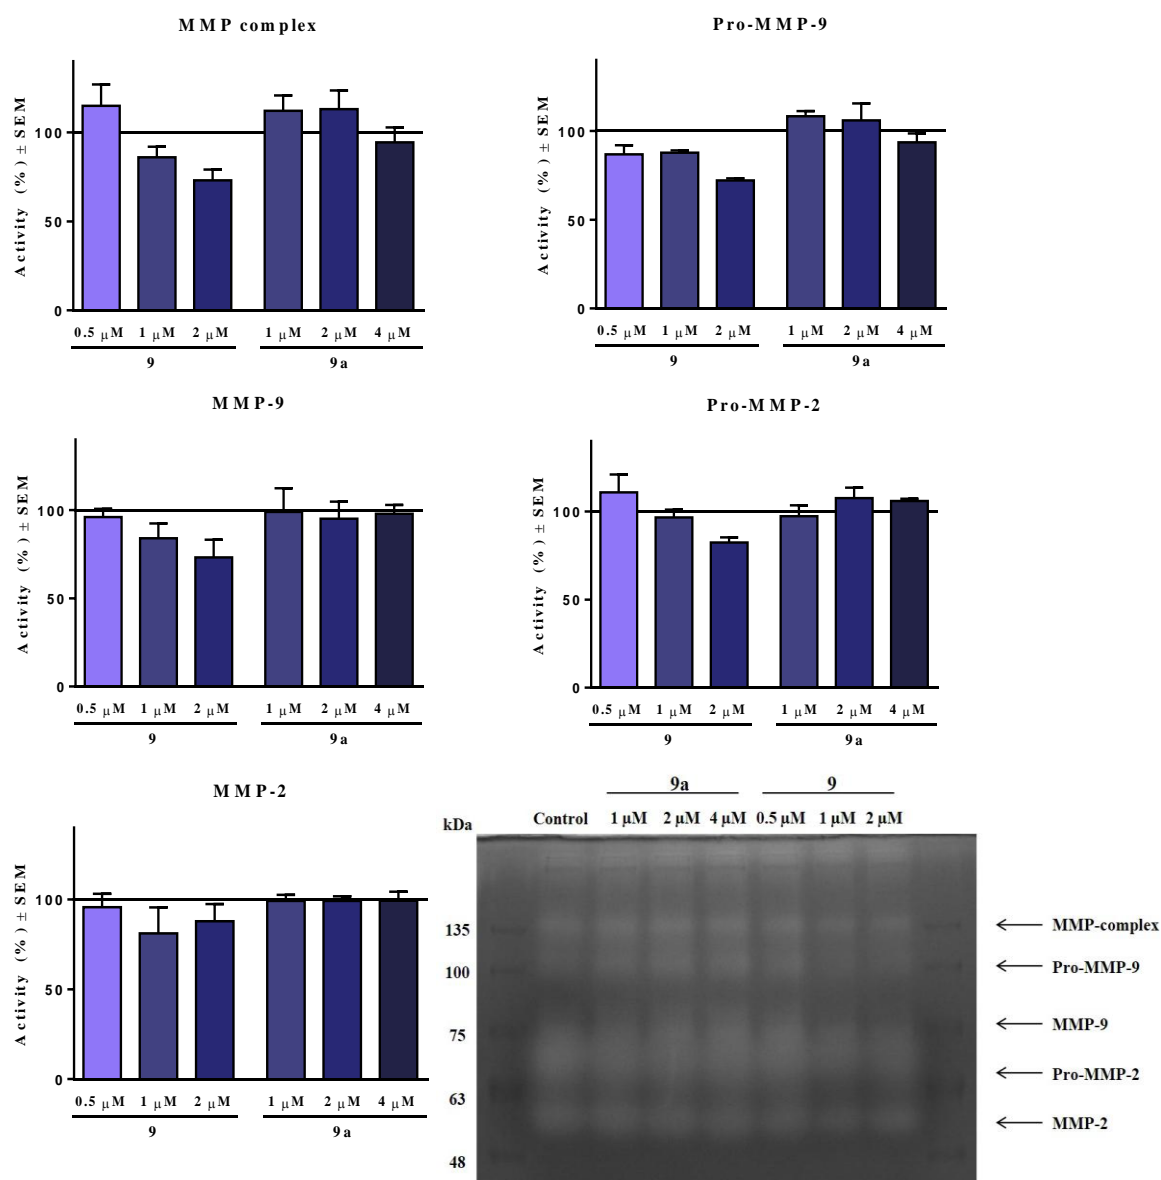 MMP complex
Activity (%) ± SEM
100
50
0
0.5 µM 1 µM 2 µM 1 µM 2 µM 4 µM
9 9a
Pro-MMP-9
Activity (%) ± SEM
100
50
0
0.5 µM 1 µM 2 µM 1 µM 2 µM 4 µM
9 9a
MMP-9
Activity (%) ± SEM
100
50
0
0.5 µM 1 µM 2 µM 1 µM 2 µM 4 µM
9 9a
Pro-MMP-2
Activity (%) ± SEM
100
50
0
0.5 µM 1 µM 2 µM 1 µM 2 µM 4 µM
9 9a
MMP-2
Activity (%) ± SEM
100
50
0
0.5 µM 1 µM 2 µM 1 µM 2 µM 4 µM
9 9a
9a 9
kDa Control 1 µM 2 µM 4 µM 0.5 µM 1 µM 2 µM
135 MMP-complex
100 Pro-MMP-9
75 MMP-9
Pro-MMP-2
63 MMP-2
48